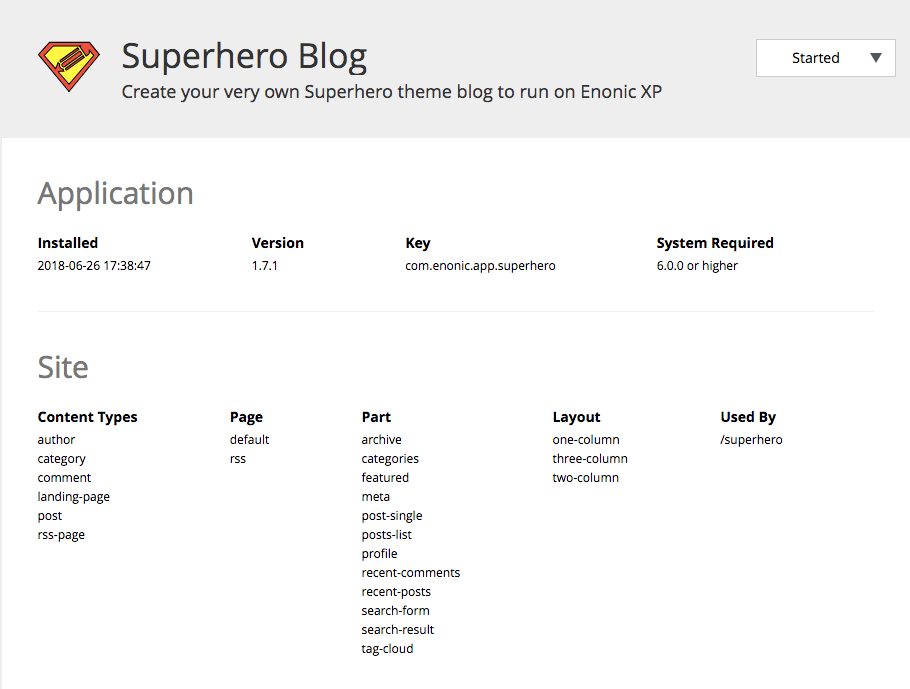 Superhero Blog
Create your very own Superhero theme blog to run on Enonic XP
Started
Application
Installed
2018-06-26 17:38:47
Version
1.7.1
Key
com.enonic.app.superhero
System Required
6.0.0 or higher
Site
Content Types
author
category
comment
landing-page
post
rss-page
Page
default
rss
Part
archive
categories
featured
meta
post-single
posts-list
profile
recent-comments
recent-posts
search-form
search-result
tag-cloud
Layout
one-column
three-column
two-column
Used By
/superhero